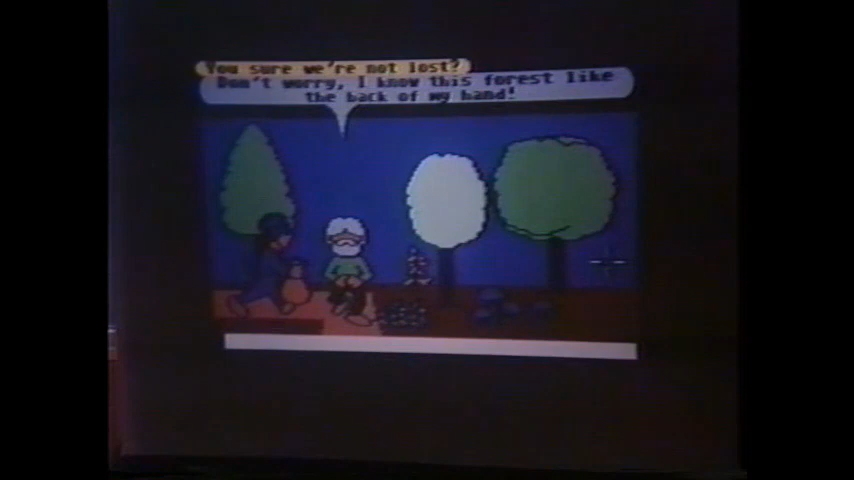 You sure we're not lost?
Don't worry, I know this forest like
the back of my hand!